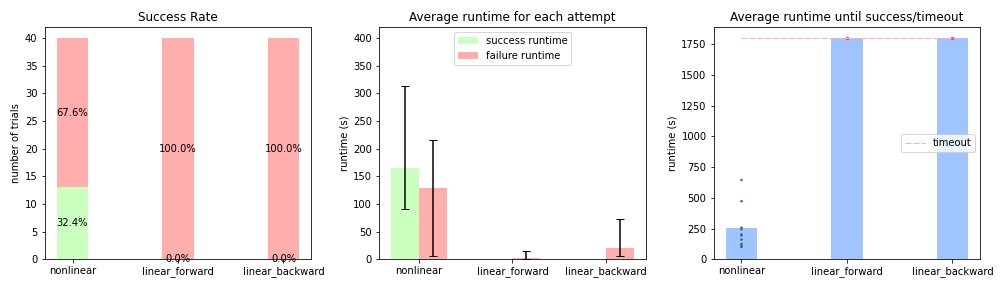 Success Rate
number of trials
40
35
30
25
20
15
10
5
0
67.6%
32.4%
100.0%
0.0%
100.0%
0.0%
nonlinear
linear_forward
linear_backward
Average runtime for each attempt
runtime (s)
400
350
300
250
200
150
100
50
0
success runtime
failure runtime
nonlinear
linear_forward
linear_backward
Average runtime until success/timeout
runtime (s)
1750
1500
1250
1000
750
500
250
0
timeout
nonlinear
linear_forward
linear_backward